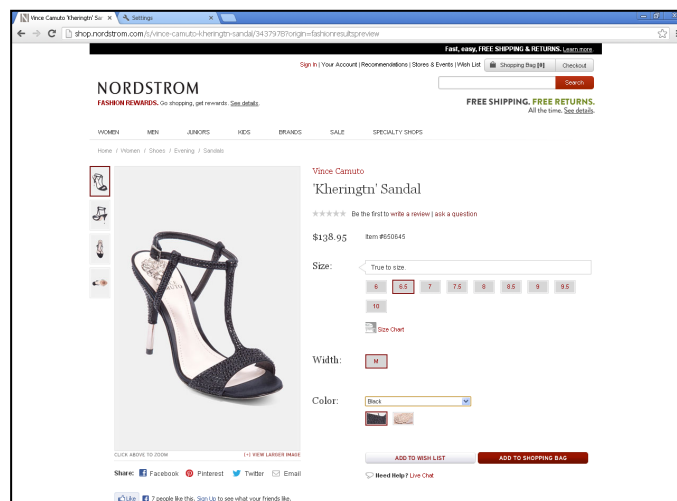 Vince Camuto 'Kheringtn' Sar
Settings
shop.nordstrom.com/s/vince-camuto-kheringtn-sandal/3437978?origin=fashionresultspreview
Fast, easy, FREE SHIPPING & RETURNS. Learn more.
Sign In | Your Account | Recommendations | Stores & Events | Wish List
Shopping Bag [0]
Checkout
NORDSTROM
Search
FASHION REWARDS. Go shopping, get rewards. See details.
FREE SHIPPING. FREE RETURNS.
All the time. See details.
WOMEN MEN JUNIORS KIDS BRANDS SALE SPECIALTY SHOPS
Home / Women / Shoes / Evening / Sandals
Vince Camuto
'Kheringtn' Sandal
Be the first to write a review | ask a question
$138.95 Item #650645
Size: True to size.
6 6.5 7 7.5 8 8.5 9 9.5
10
Size Chart
Width: M
Color: Black
CLICK ABOVE TO ZOOM
(+) VIEW LARGER IMAGE
ADD TO WISH LIST
ADD TO SHOPPING BAG
Share: Facebook Pinterest Twitter Email
Need Help? Live Chat
Like 7 people like this. Sign Up to see what your friends like.